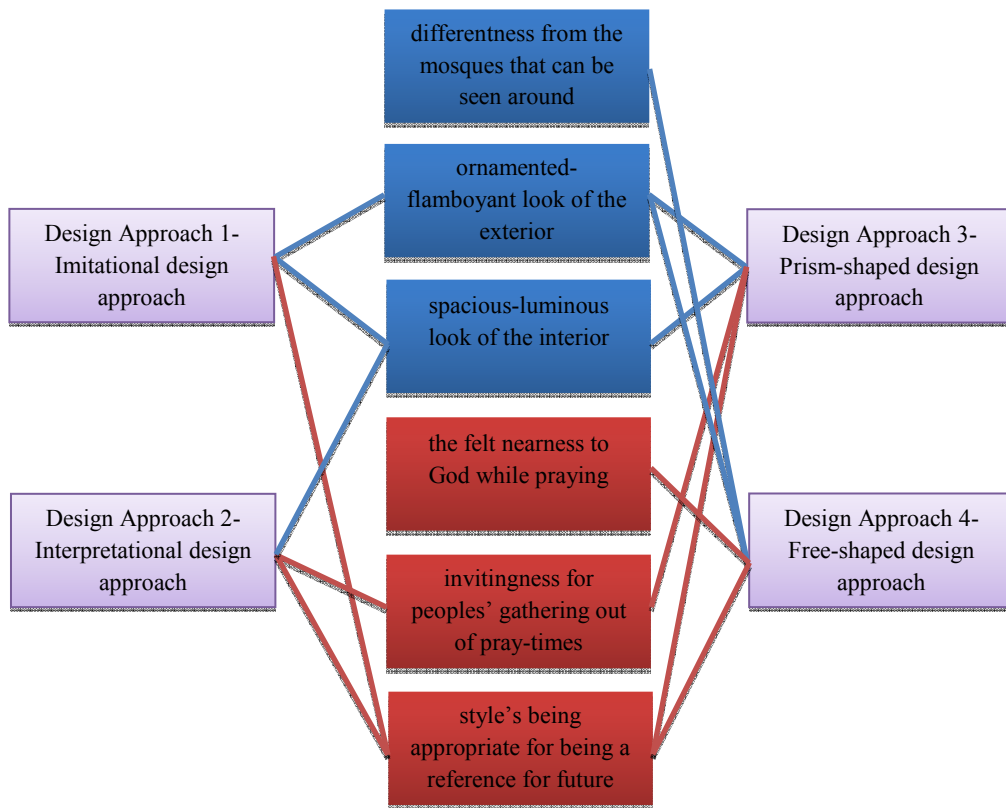 differentness from the
mosques that can be
seen around
ornamented-
flamboyant look of the
exterior
Design Approach 1-
Imitational design
approach
Design Approach 3-
Prism-shaped design
approach
spacious-luminous
look of the interior
the felt nearness to
God while praying
Design Approach 2-
Interpretational design
approach
Design Approach 4-
Free-shaped design
approach
invitingness for
peoples’ gathering out
of pray-times
style’s being
appropriate for being a
reference for future